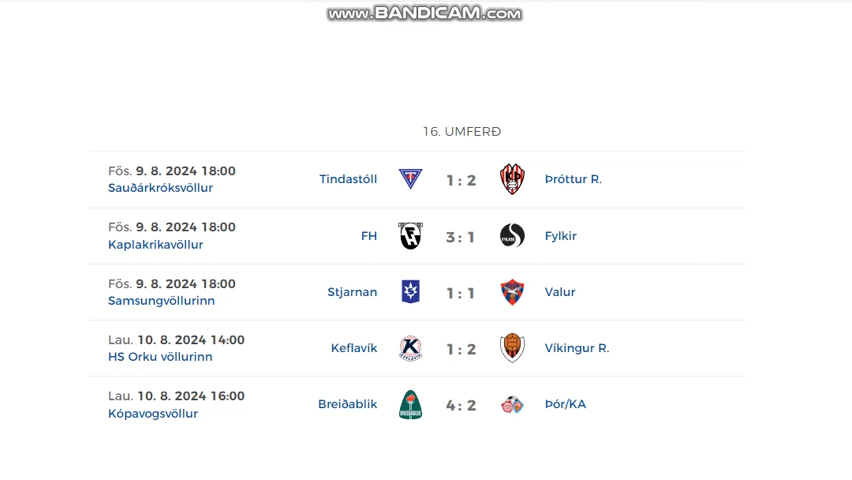 www.BANDICAM.com
16. UMFERÐ
Fös. 9. 8. 2024 18:00
Sauðárkróksvöllur
Tindastóll 1 : 2 Þróttur R.
Fös. 9. 8. 2024 18:00
Kaplakrikavöllur
FH 3 : 1 Fylkir
Fös. 9. 8. 2024 18:00
Samsungvöllurinn
Stjarnan 1 : 1 Valur
Lau. 10. 8. 2024 14:00
HS Orku völlurinn
Keflavík 1 : 2 Víkingur R.
KEFLAVÍK
Lau. 10. 8. 2024 16:00
Kópavogsvöllur
Breiðablik 4 : 2 Þór/KA
BREIÐABLIK